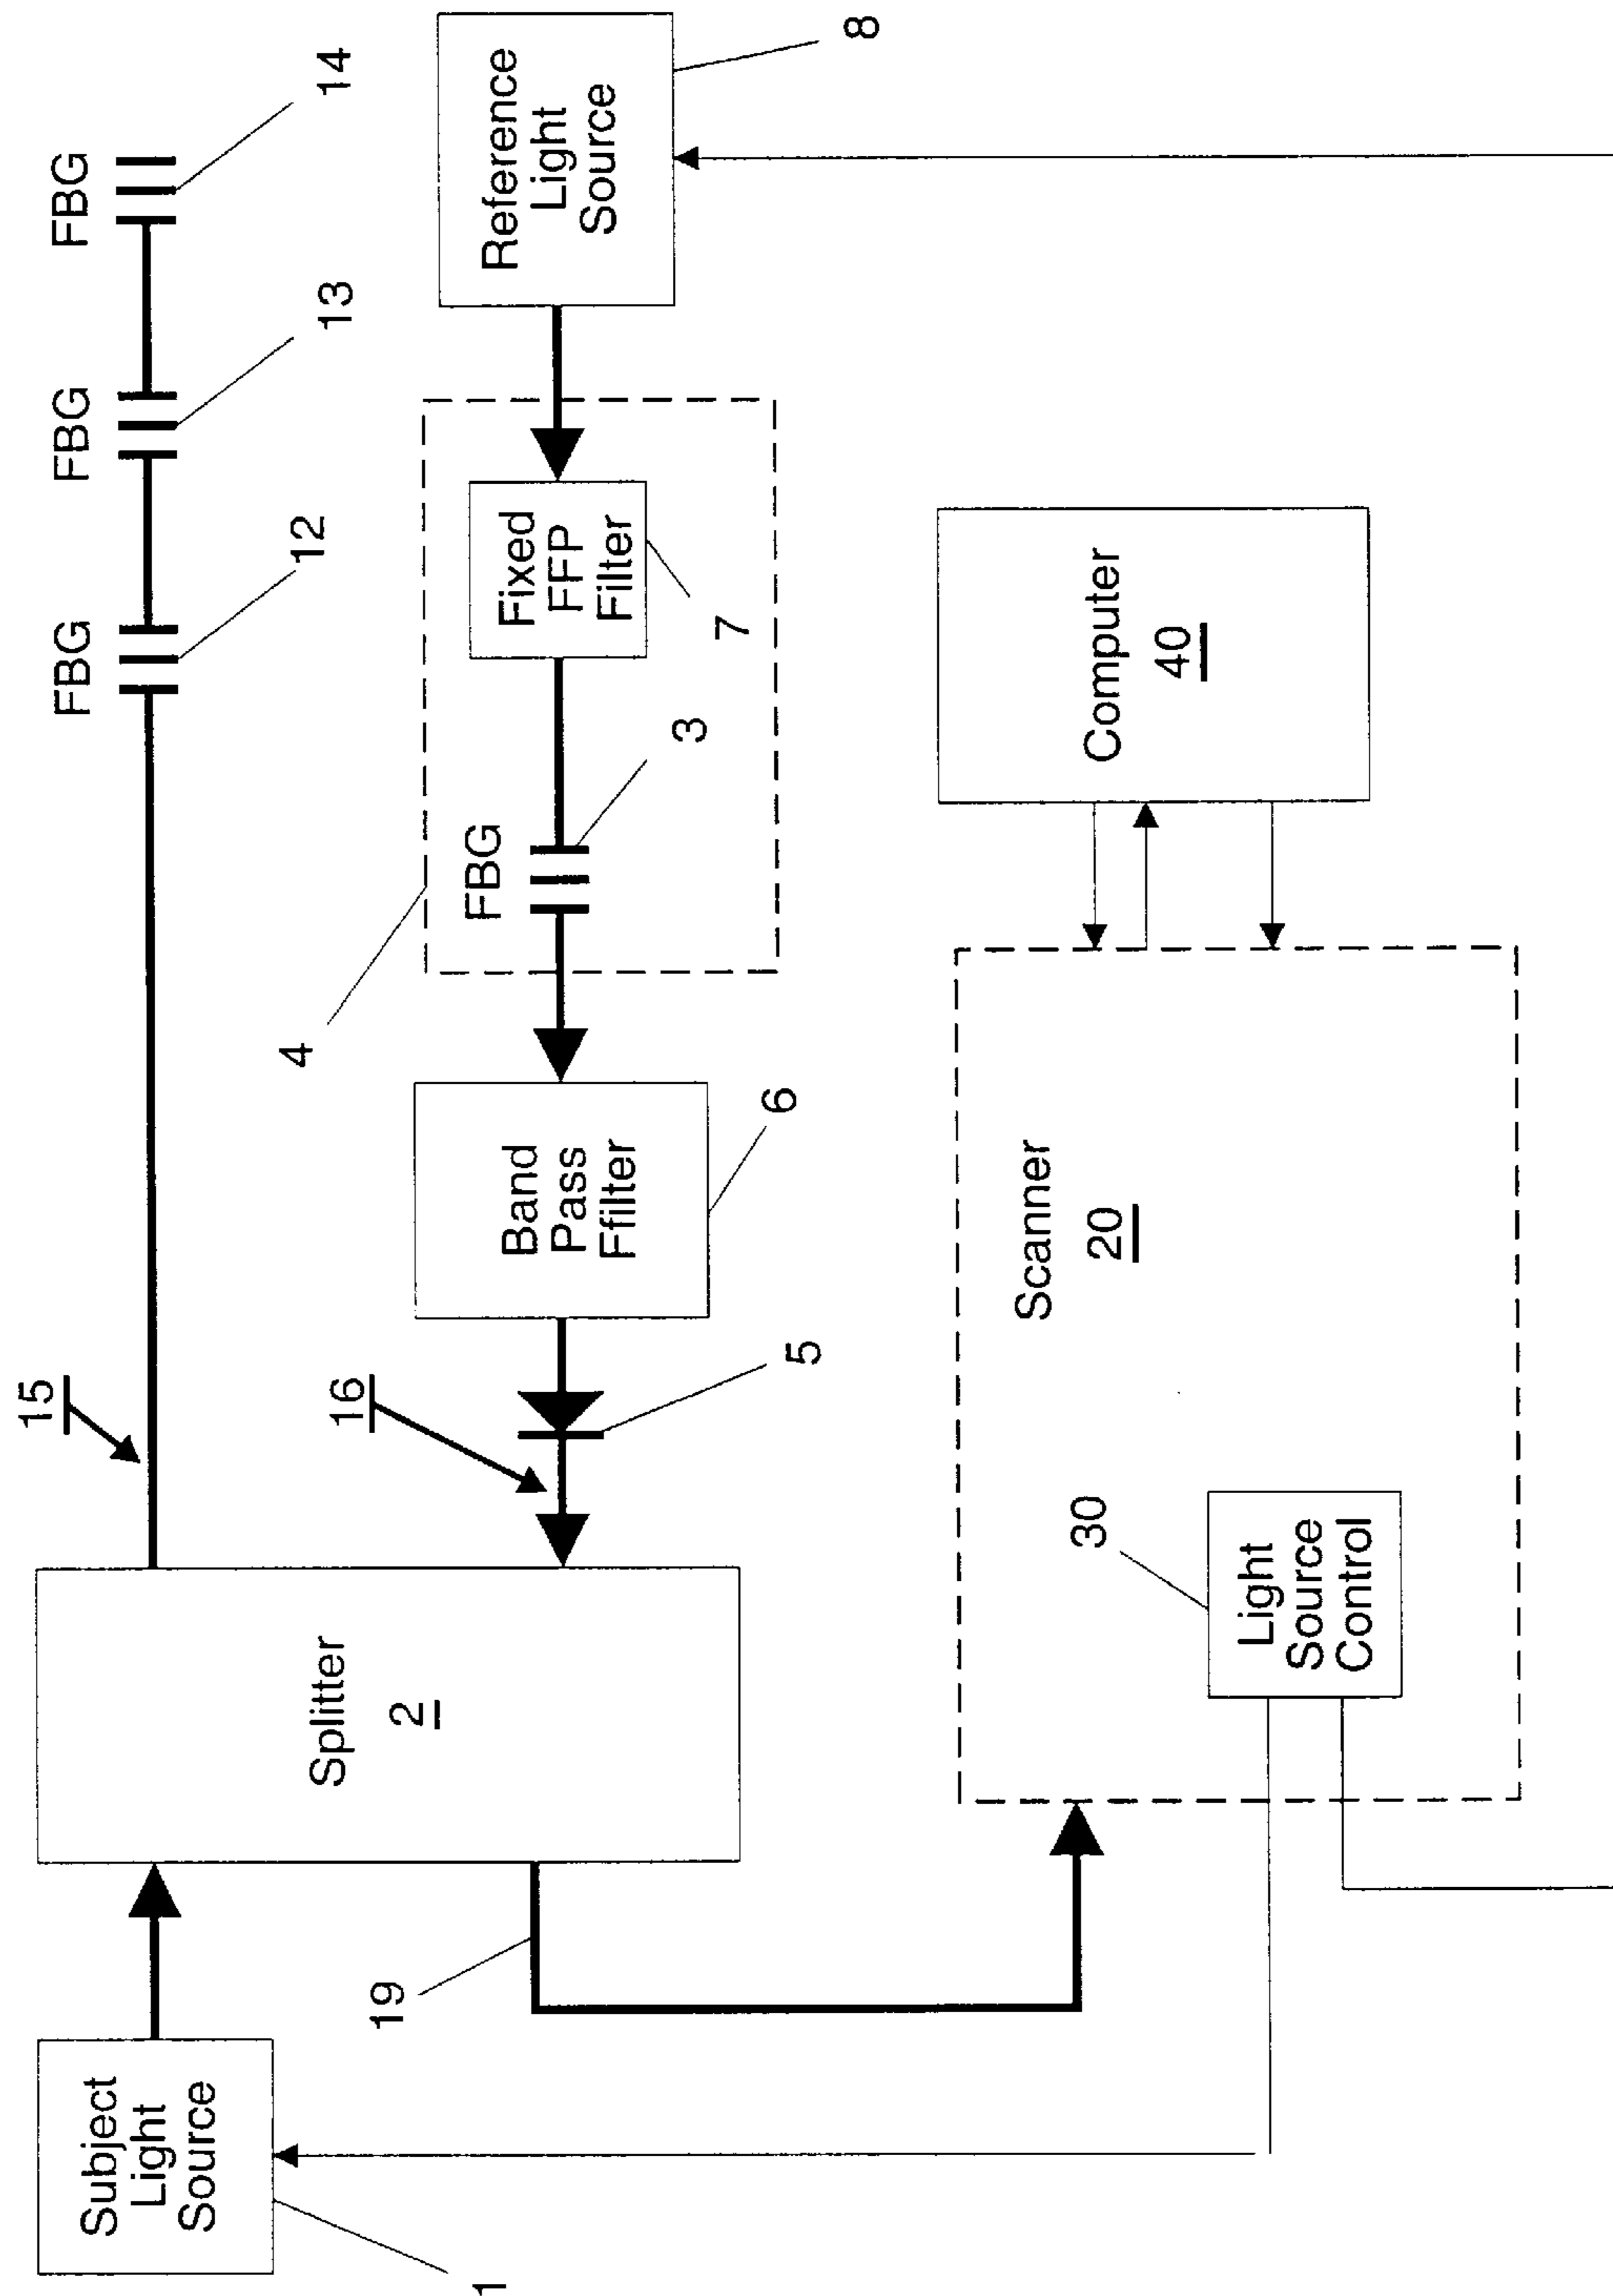 Subject
Light
Source
1
Splitter
2
15
FBG
12
FBG
13
FBG
14
16
5
Band
Pass
Ffilter
6
4
FBG
3
Fixed
FFP
Filter
7
Reference
Light
Source
8
19
Scanner
20
30
Light
Source
Control
Computer
40